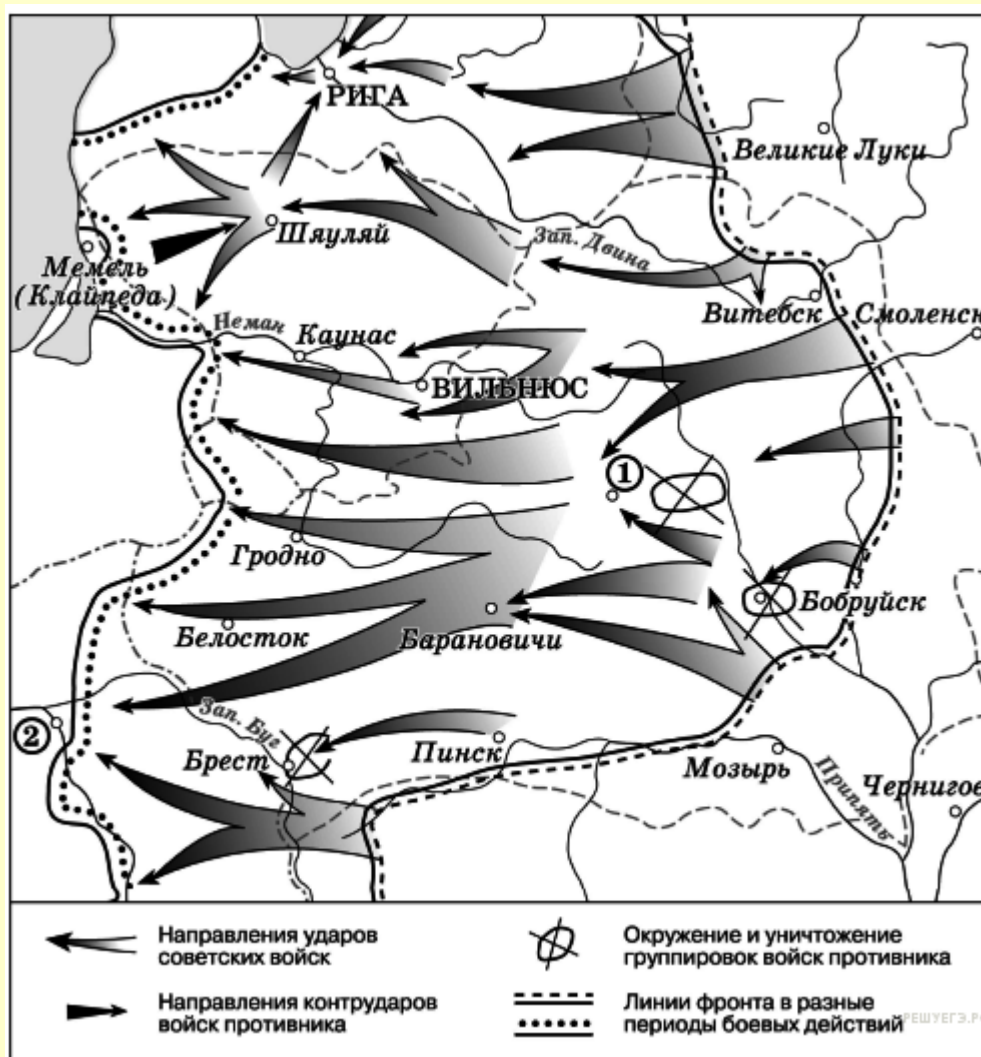 РИГА
Великие Луки
Шяуляй
Зап. Двина
Мемель
(Клайпеда)
Витебск
Смоленск
Неман
Каунас
ВИЛЬНЮС
1
Гродно
Бобруйск
Белосток
Барановичи
Зап. Буг
2
Брест
Пинск
Мозырь
Припять
Чернигов
Направления ударов
советских войск
Окружение и уничтожение
группировок войск противника
Направления контрударов
войск противника
Линии фронта в разные
периоды боевых действий
РЕШУЕГЭ.РФ